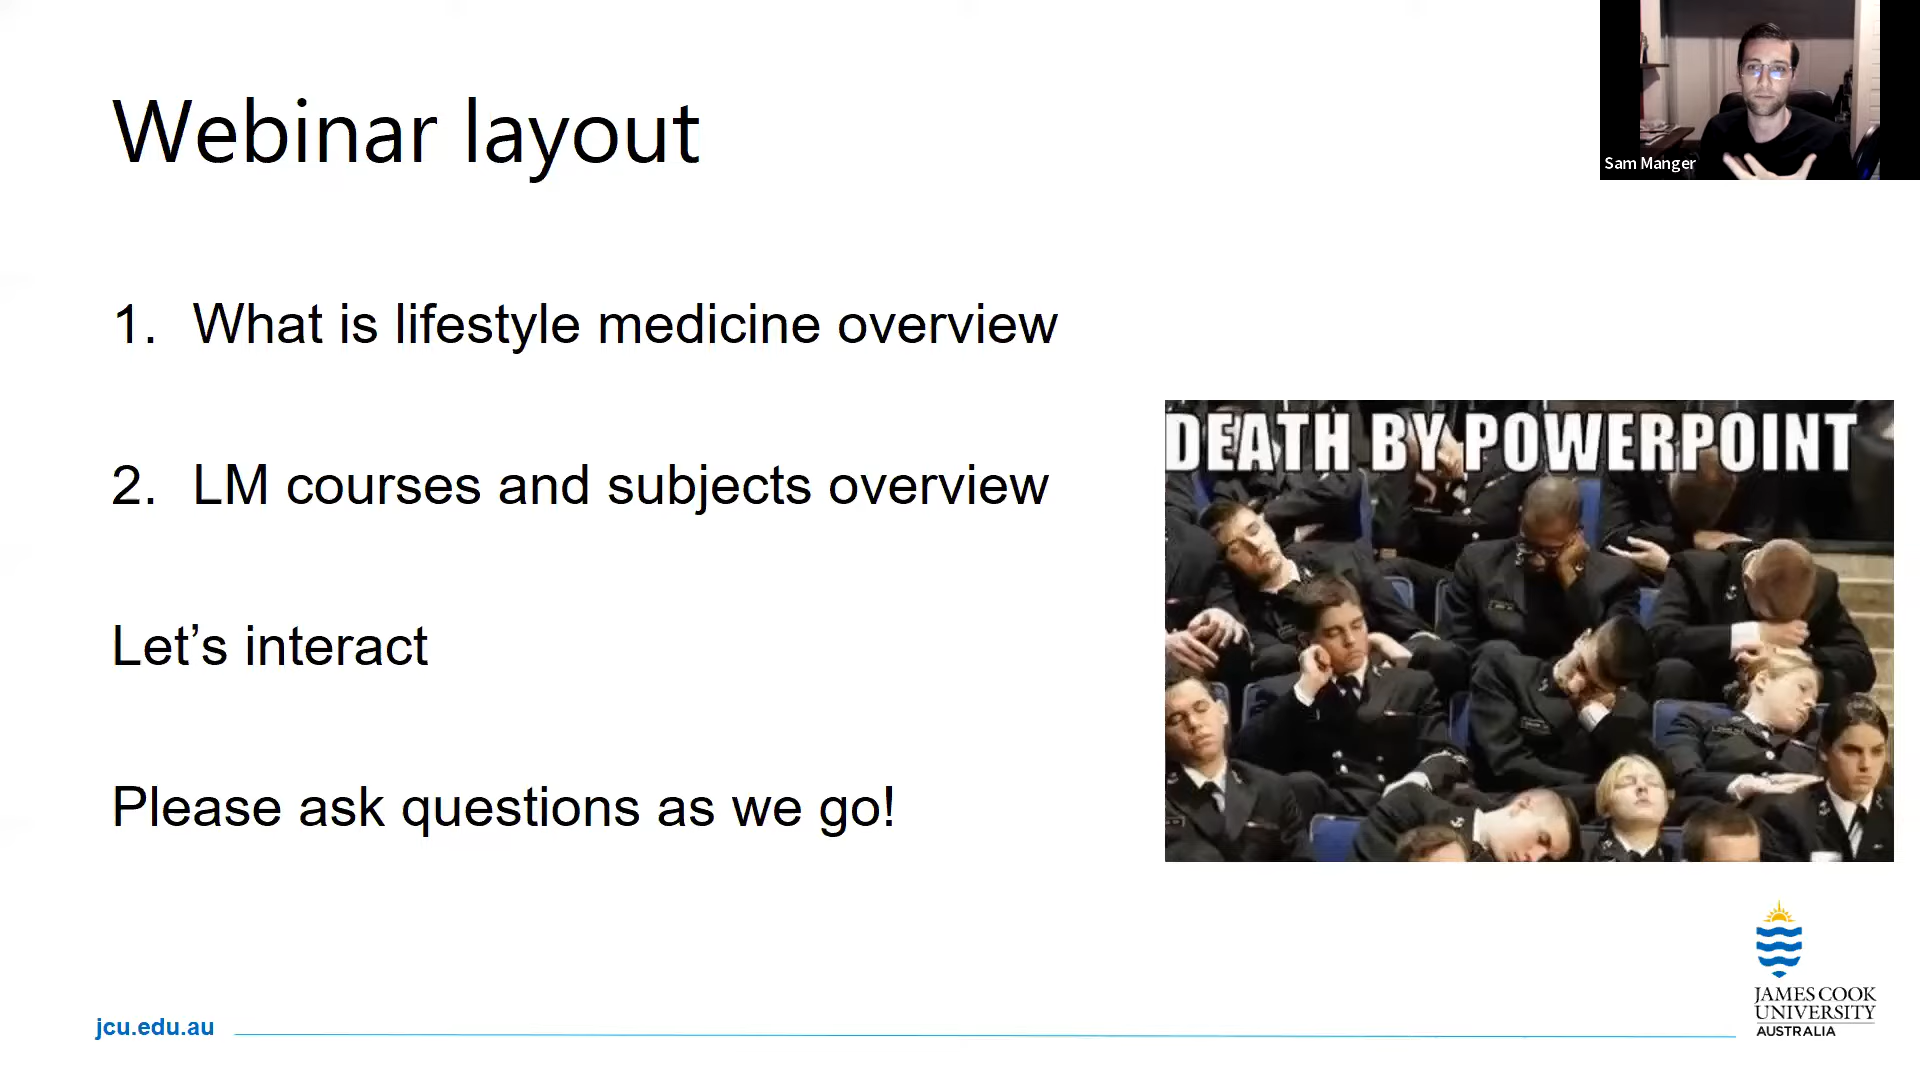 Webinar layout
Sam Manger
1. What is lifestyle medicine overview
2. LM courses and subjects overview
Let’s interact
Please ask questions as we go!
DEATH BY POWERPOINT
jcu.edu.au
JAMES COOK
UNIVERSITY
AUSTRALIA